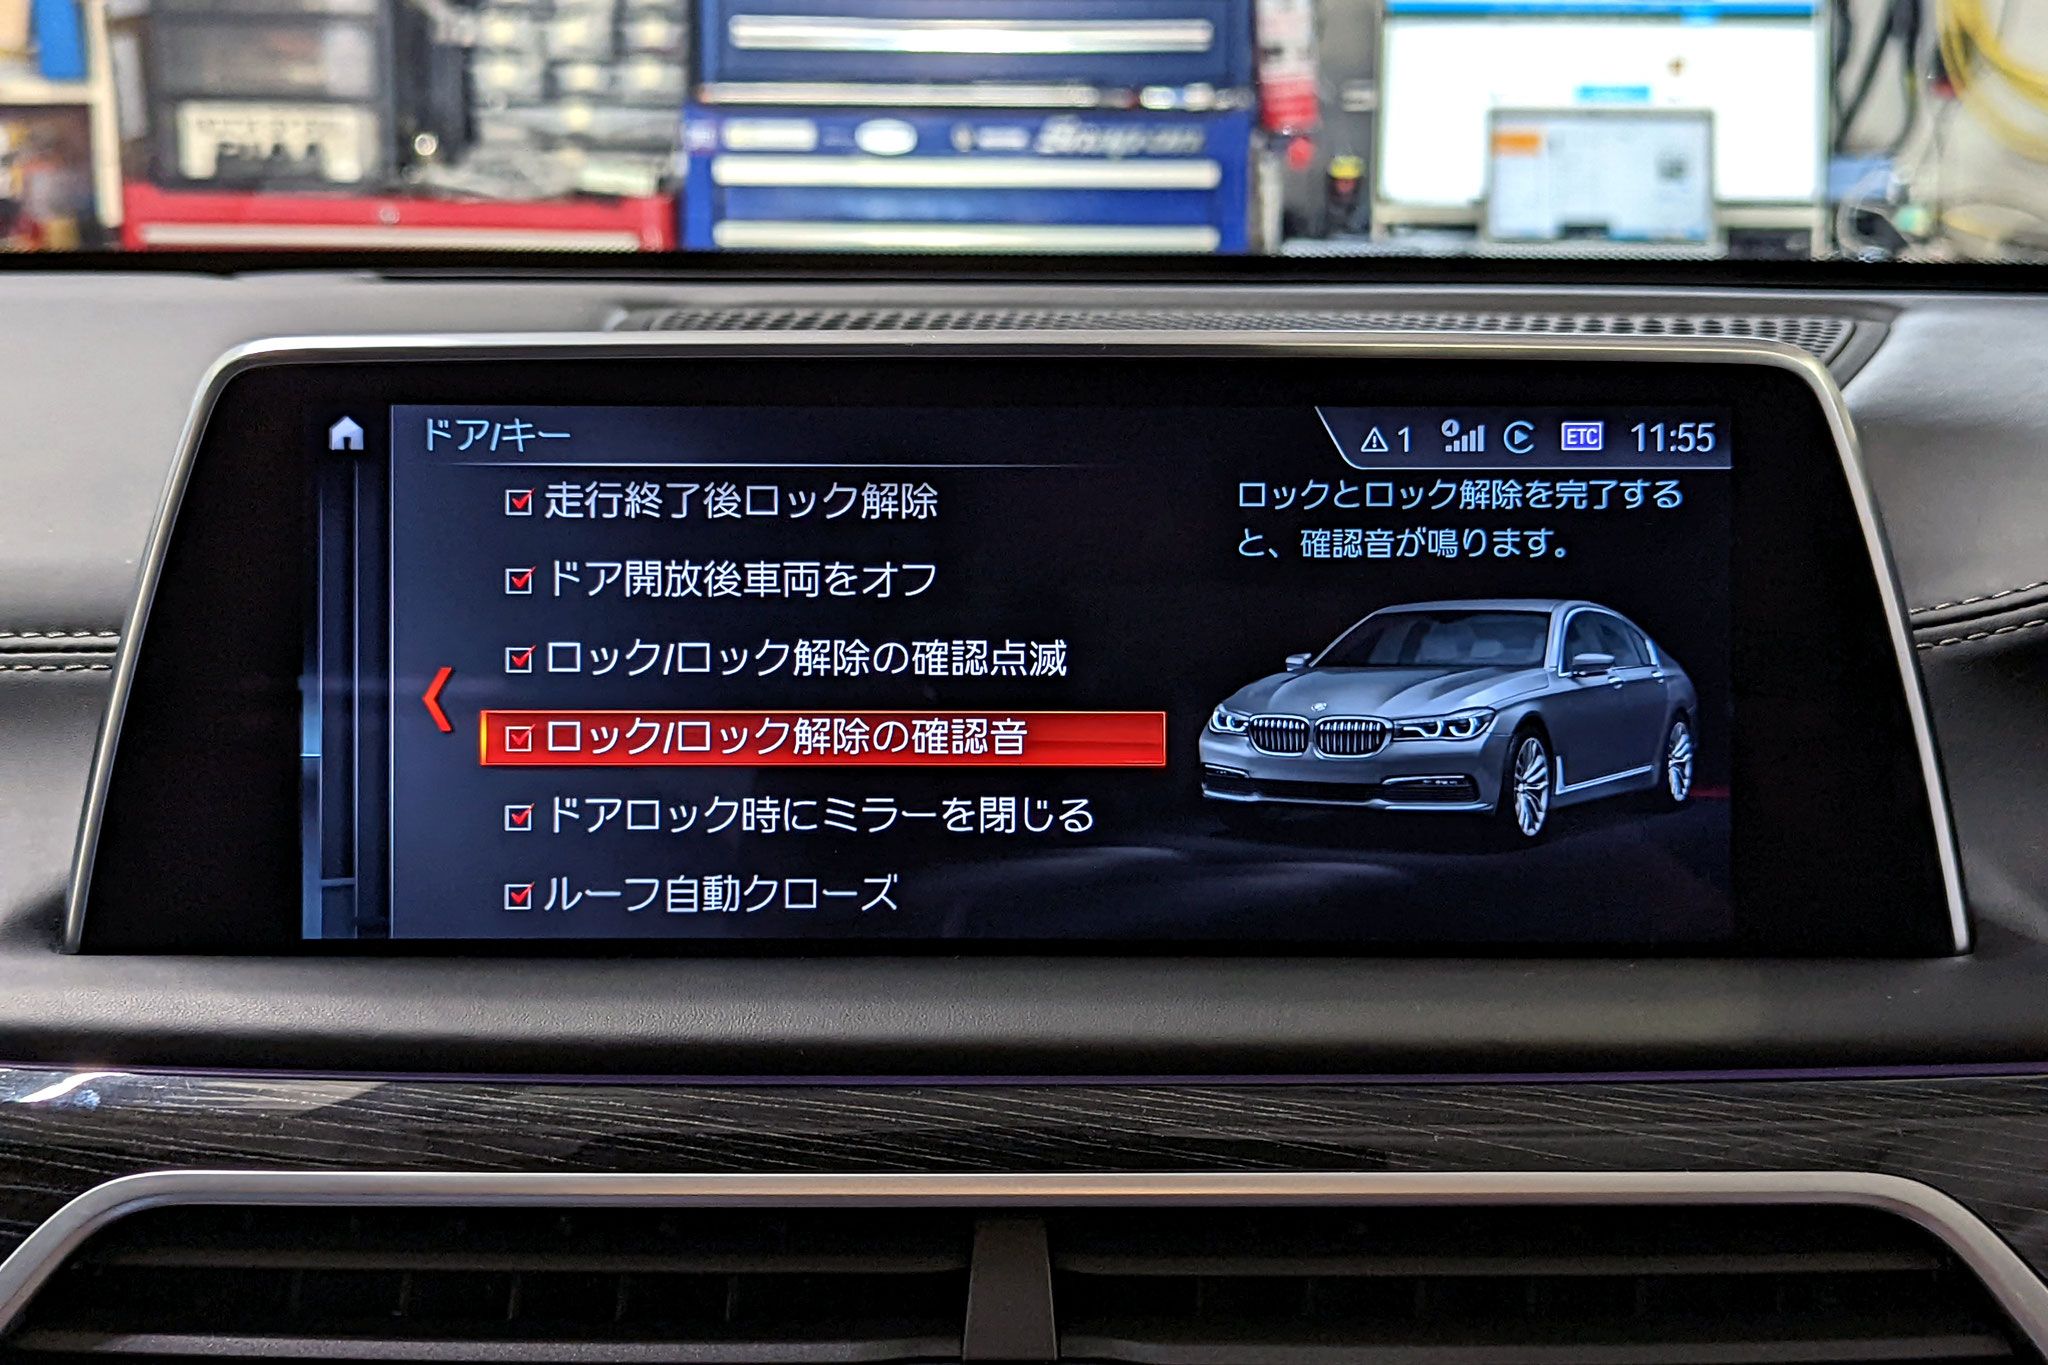 PIAA
Snap-on
ドア/キー
1
ETC
11:55
走行終了後ロック解除
ドア開放後車両をオフ
ロック/ロック解除の確認点滅
ロック/ロック解除の確認音
ドアロック時にミラーを閉じる
ルーフ自動クローズ
ロックとロック解除を完了する
と、確認音が鳴ります。